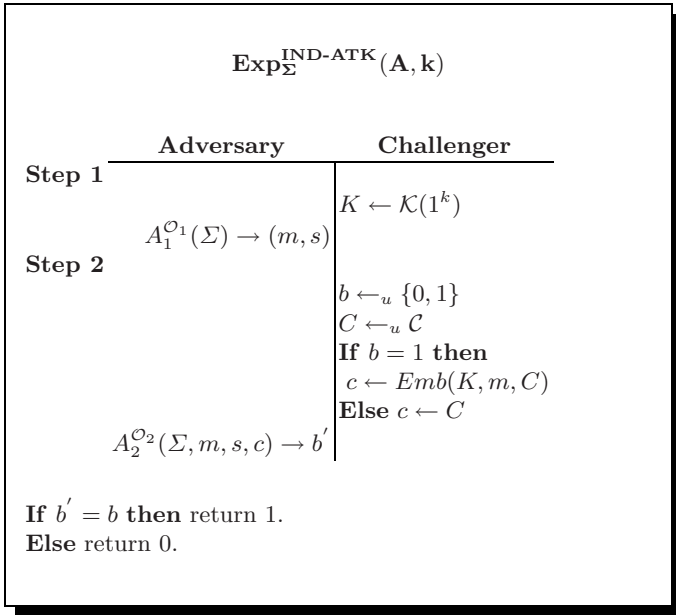 Exp_Σ^IND-ATK(A, k)
Adversary Challenger
Step 1
K ← 𝒦(1^k)
A_1^{𝒪_1}(Σ) → (m, s)
Step 2
b ←_u {0, 1}
C ←_u 𝒞
If b = 1 then
c ← Emb(K, m, C)
Else c ← C
A_2^{𝒪_2}(Σ, m, s, c) → b′
If b′ = b then return 1.
Else return 0.